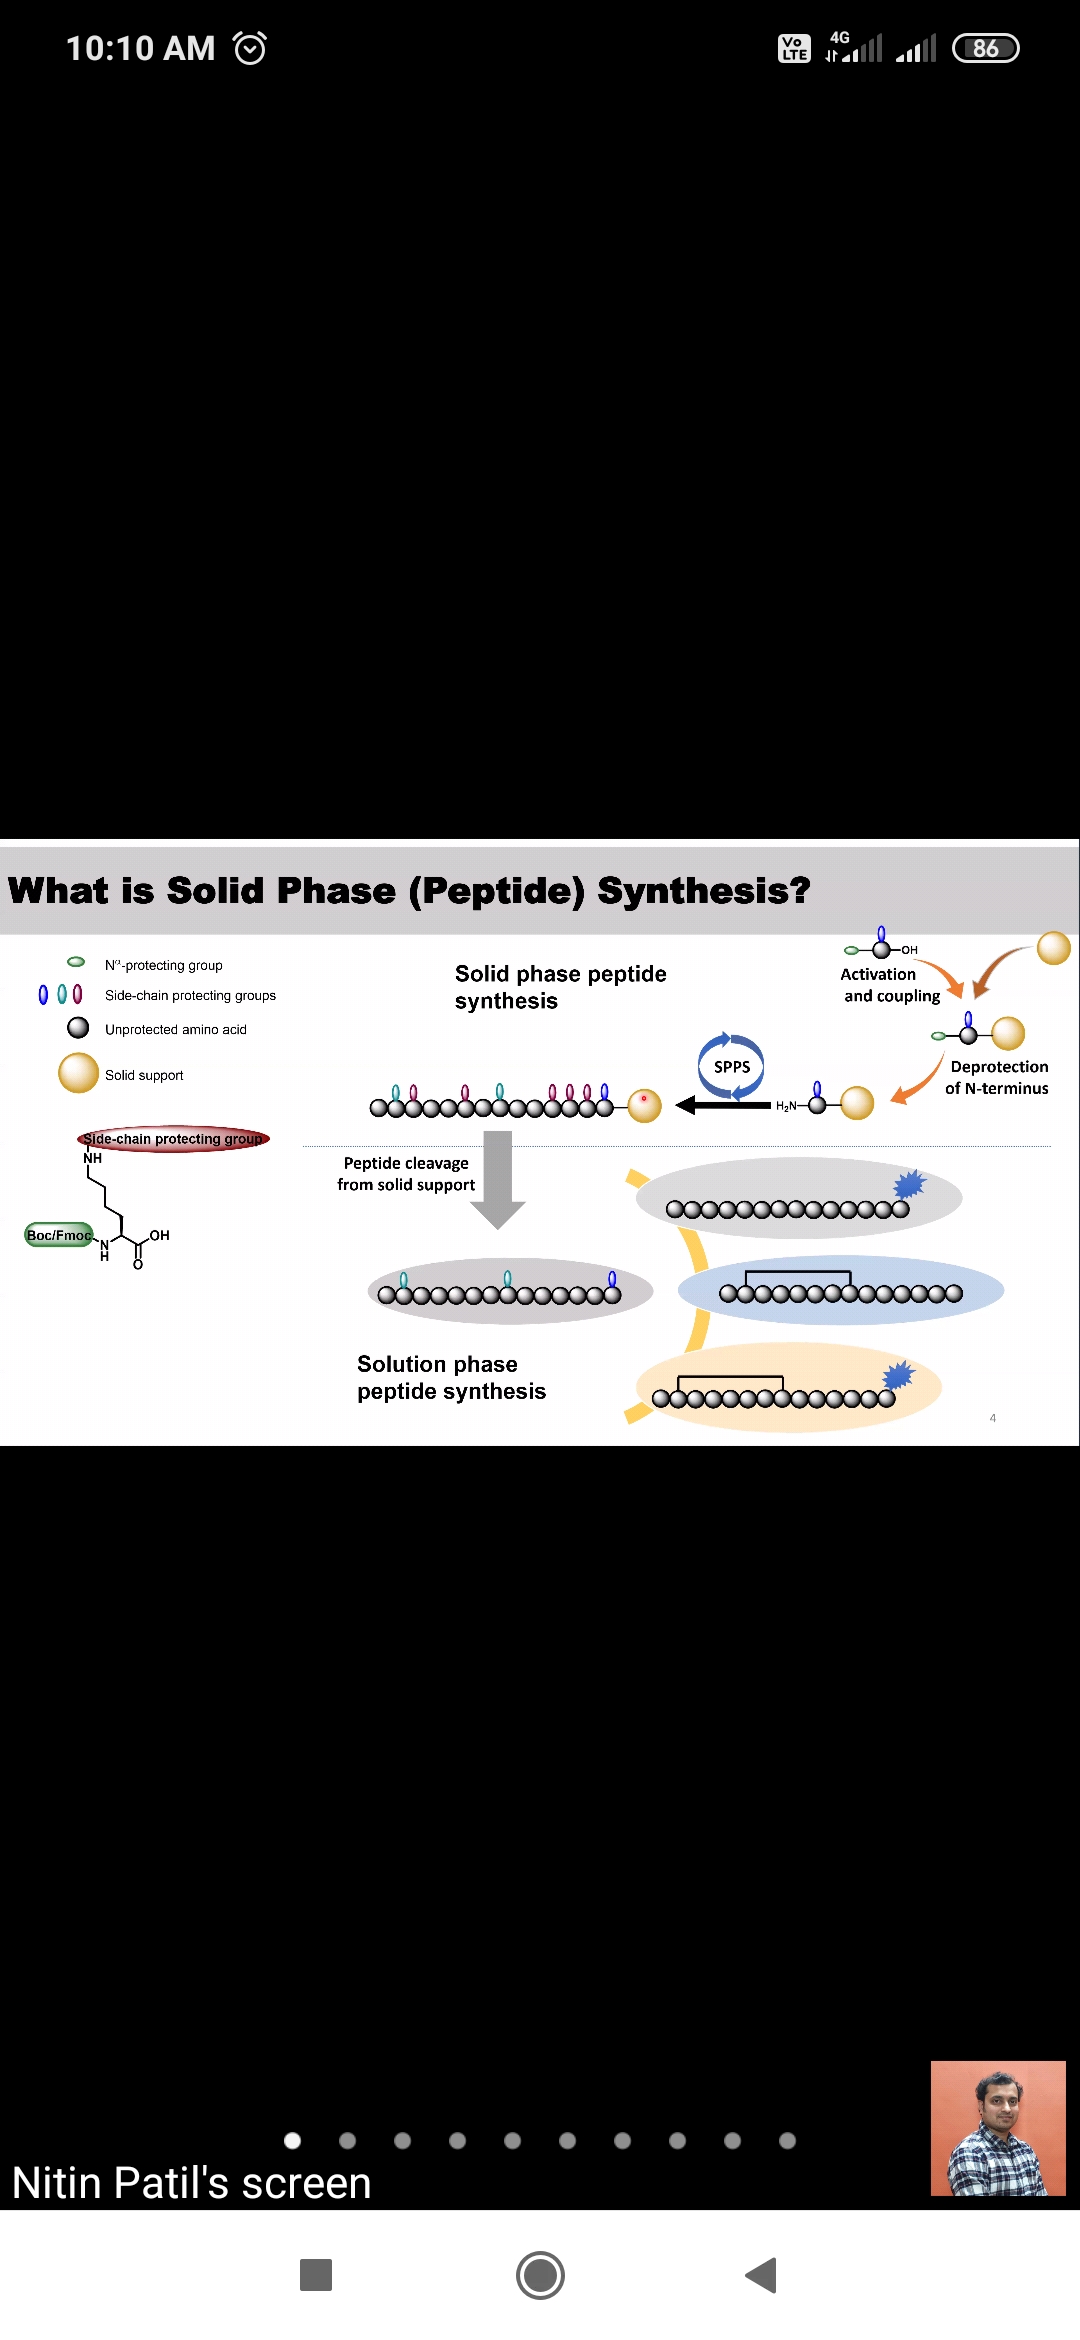 10:10 AM
Vo LTE
4G
86
What is Solid Phase (Peptide) Synthesis?
Nα-protecting group
Side-chain protecting groups
Unprotected amino acid
Solid support
Side-chain protecting group
NH
Boc/Fmoc
N
H
OH
O
Solid phase peptide
synthesis
OH
Activation
and coupling
Deprotection
of N-terminus
SPPS
H₂N
Peptide cleavage
from solid support
Solution phase
peptide synthesis
4
Nitin Patil's screen